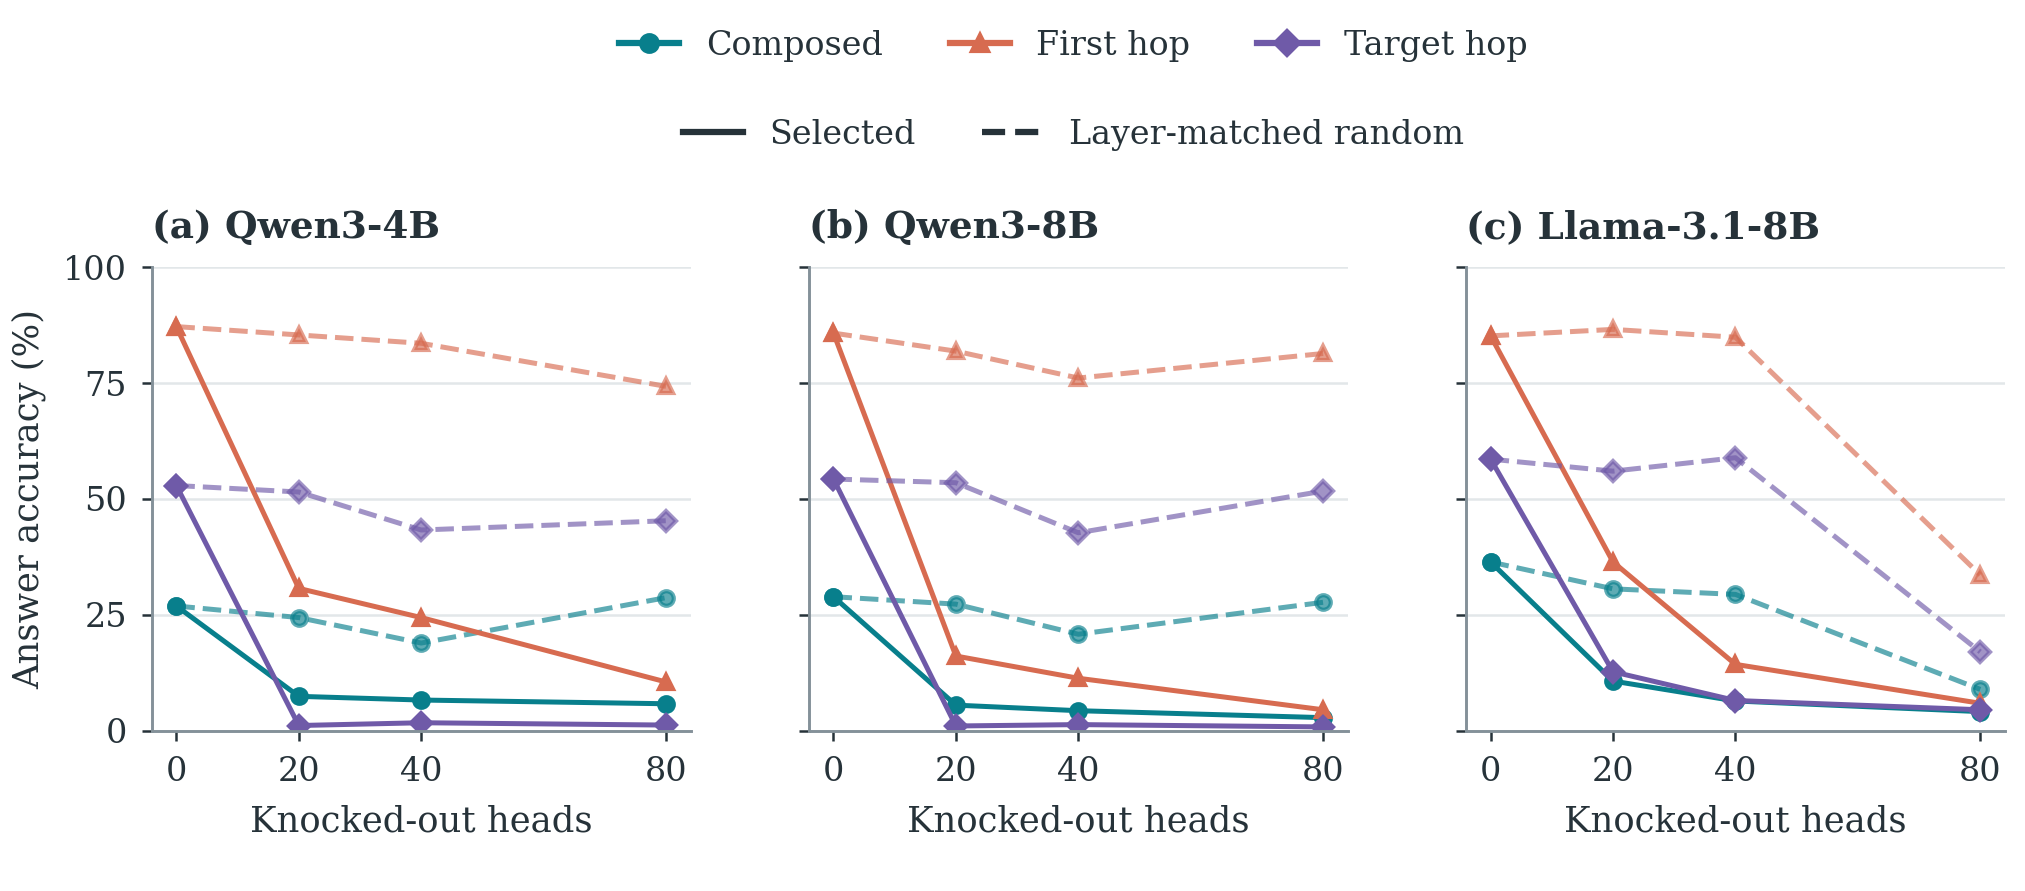 Composed First hop Target hop
Selected Layer-matched random
(a) Qwen3-4B (b) Qwen3-8B (c) Llama-3.1-8B
Answer accuracy (%)
100
75
50
25
0
0 20 40 80 0 20 40 80 0 20 40 80
Knocked-out heads Knocked-out heads Knocked-out heads